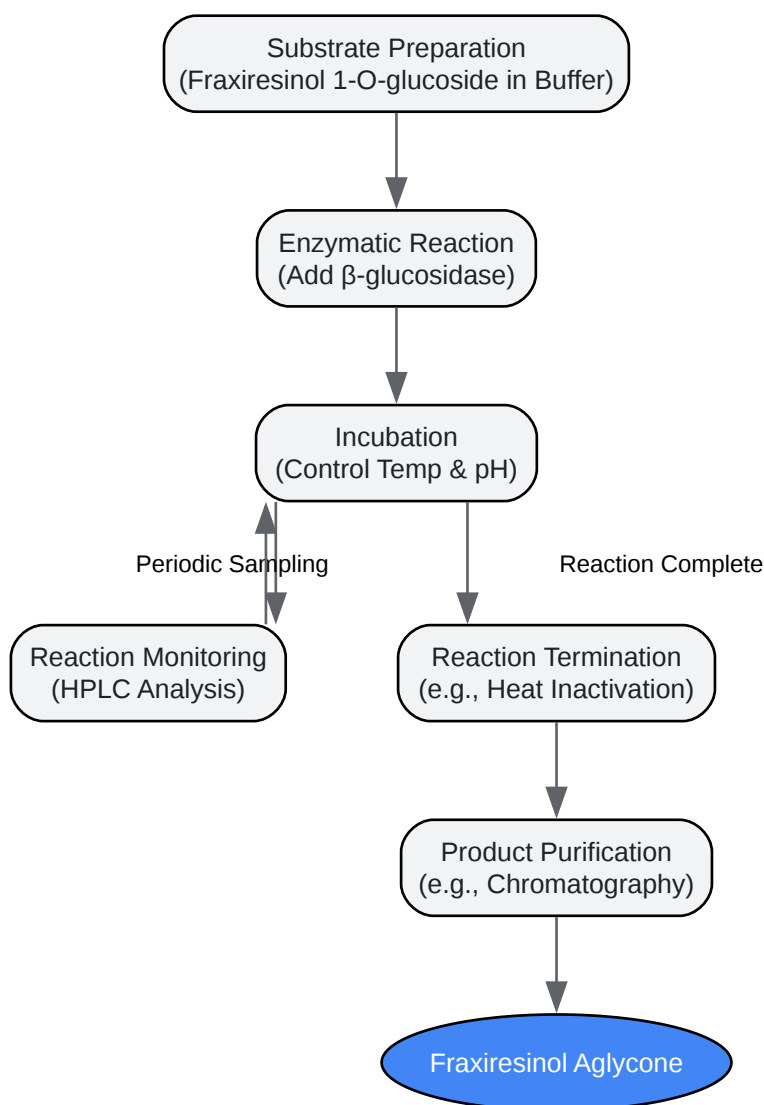 Substrate Preparation
(Fraxiresinol 1-O-glucoside in Buffer)
Enzymatic Reaction
(Add β-glucosidase)
Incubation
(Control Temp & pH)
Periodic Sampling
Reaction Complete
Reaction Monitoring
(HPLC Analysis)
Reaction Termination
(e.g., Heat Inactivation)
Product Purification
(e.g., Chromatography)
Fraxiresinol Aglycone